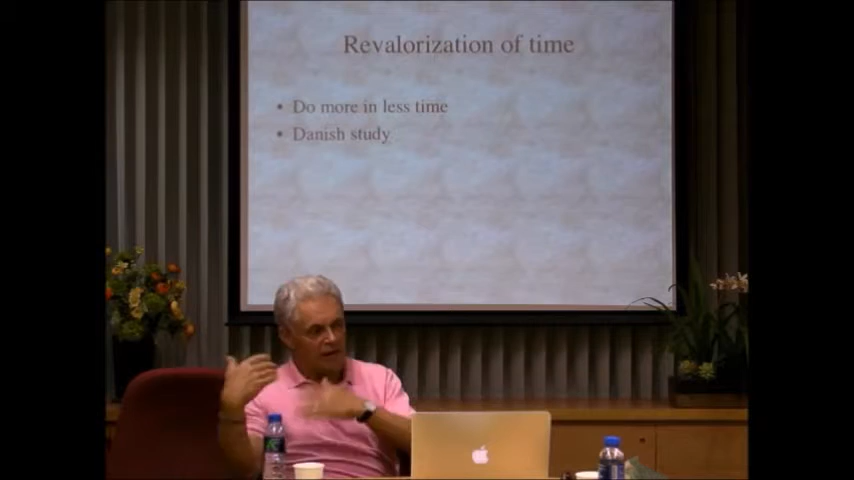 Revalorization of time
• Do more in less time
• Danish study